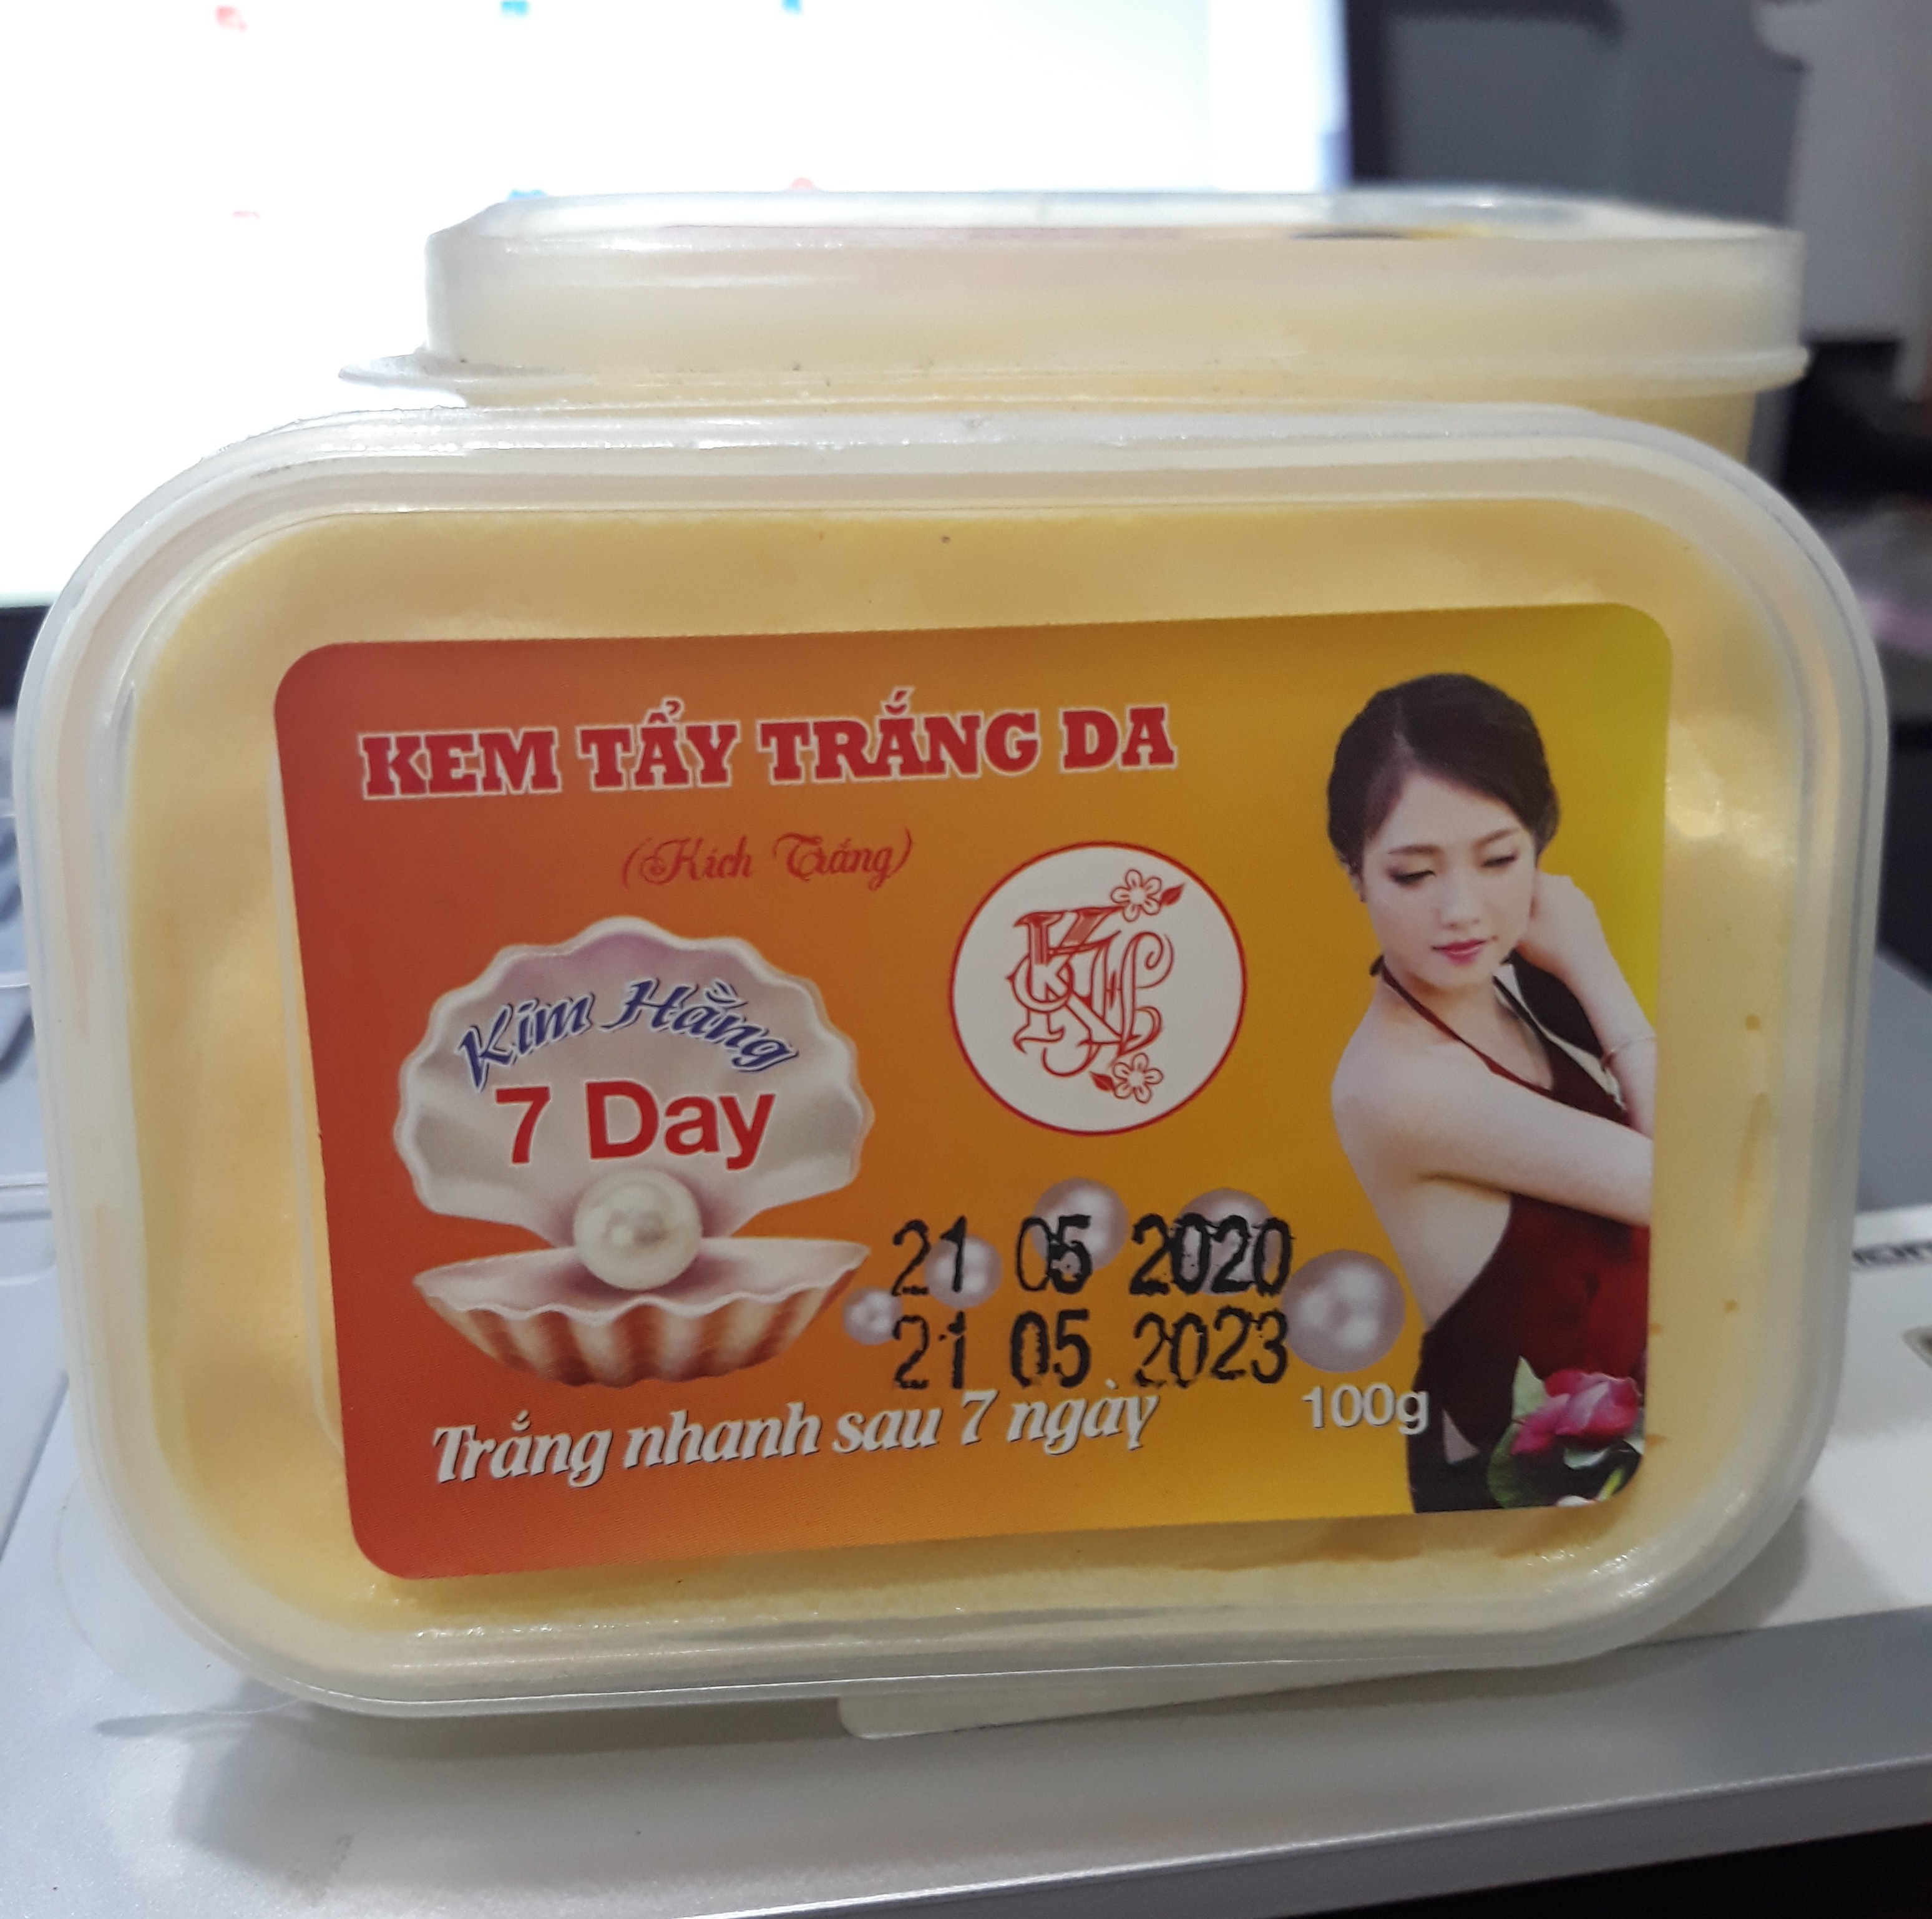 KEM TẨY TRẮNG DA
(Kích Trắng)
Kim Hằng
7 Day
KH
21 05 2020
21 05 2023
Trắng nhanh sau 7 ngày
100g